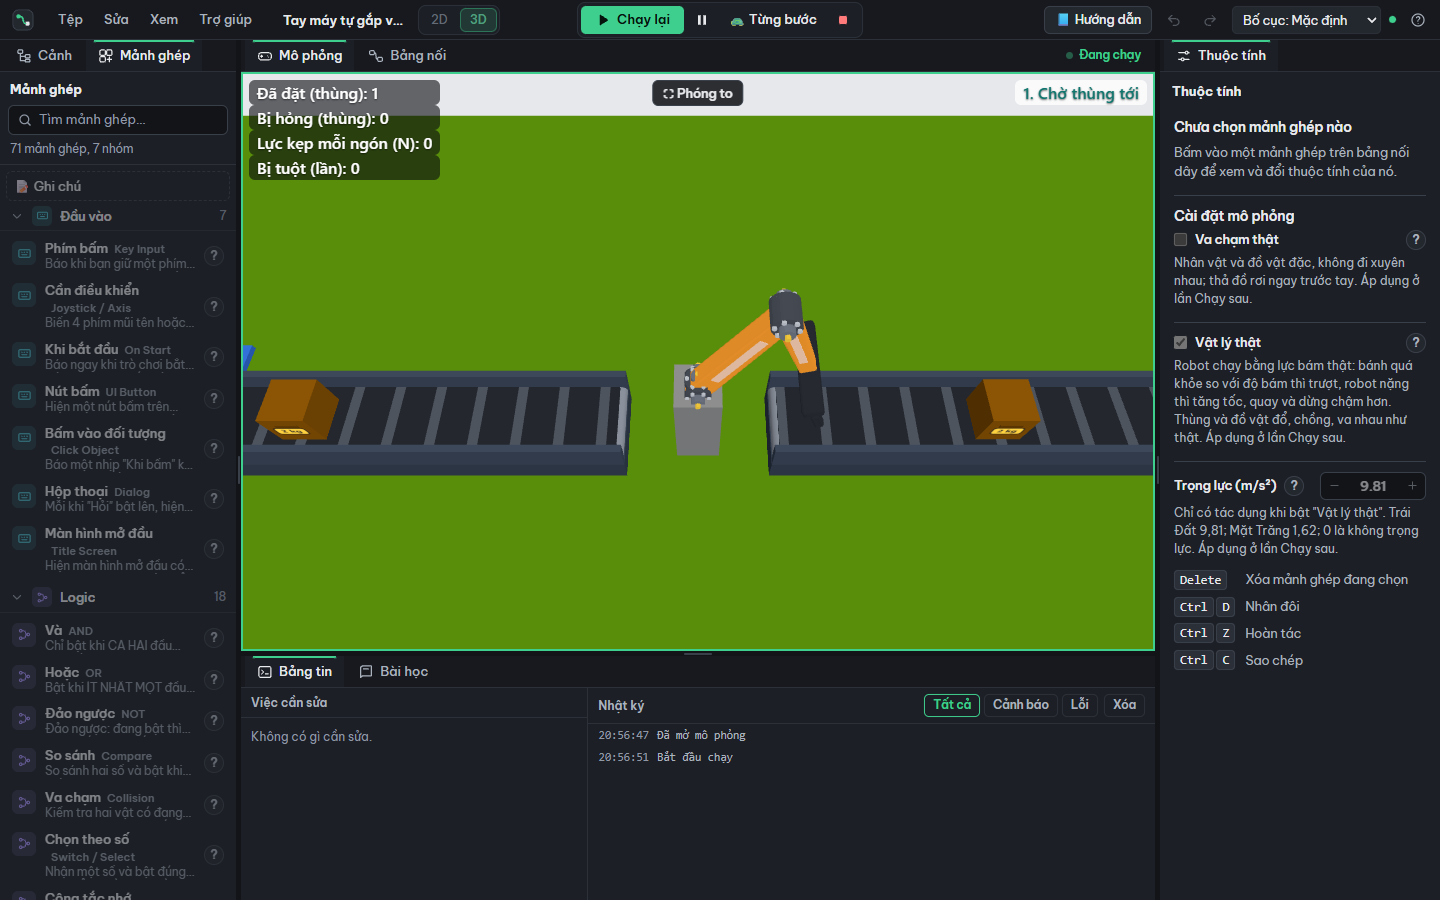 Tệp
Sửa
Xem
Trợ giúp
Tay máy tự gắp v...
2D
3D
Chạy lại
Từng bước
Hướng dẫn
Bố cục: Mặc định
Cảnh
Mảnh ghép
Mô phỏng
Bảng nối
Đang chạy
Thuộc tính
Mảnh ghép
Tìm mảnh ghép...
71 mảnh ghép, 7 nhóm
Ghi chú
Đầu vào
7
Phím bấm Key Input
Báo khi bạn giữ một phím...
Cần điều khiển
Joystick / Axis
Biến 4 phím mũi tên hoặc...
Khi bắt đầu On Start
Báo ngay khi trò chơi bắt...
Nút bấm UI Button
Hiện một nút bấm trên...
Bấm vào đối tượng
Click Object
Báo một nhịp "Khi bấm" k...
Hộp thoại Dialog
Mỗi khi "Hỏi" bật lên, hiện...
Màn hình mở đầu
Title Screen
Hiện màn hình mở đầu có...
Logic
18
Và AND
Chỉ bật khi CẢ HAI đầu...
Hoặc OR
Bật khi ÍT NHẤT MỘT đầu...
Đảo ngược NOT
Đảo ngược: đang bật thì...
So sánh Compare
So sánh hai số và bật khi...
Va chạm Collision
Kiểm tra hai vật có đang...
Chọn theo số
Switch / Select
Nhận một số và bật đúng...
Công tắc nhớ
Đã đặt (thùng): 1
Bị hỏng (thùng): 0
Lực kẹp mỗi ngón (N): 0
Bị tuột (lần): 0
Phóng to
1. Chờ thùng tới
2 kg
2 kg
Bảng tin
Bài học
Việc cần sửa
Không có gì cần sửa.
Nhật ký
Tất cả
Cảnh báo
Lỗi
Xóa
20:56:47 Đã mở mô phỏng
20:56:51 Bắt đầu chạy
Thuộc tính
Chưa chọn mảnh ghép nào
Bấm vào một mảnh ghép trên bảng nối
dây để xem và đổi thuộc tính của nó.
Cài đặt mô phỏng
Va chạm thật
?
Nhân vật và đồ vật đặc, không đi xuyên
nhau; thả đồ rơi ngay trước tay. Áp dụng ở
lần Chạy sau.
Vật lý thật
?
Robot chạy bằng lực bám thật: bánh quá
khỏe so với độ bám thì trượt, robot nặng
thì tăng tốc, quay và dừng chậm hơn.
Thùng và đồ vật đổ, chồng, va nhau như
thật. Áp dụng ở lần Chạy sau.
Trọng lực (m/s²)
?
− 9.81 +
Chỉ có tác dụng khi bật "Vật lý thật". Trái
Đất 9,81; Mặt Trăng 1,62; 0 là không trọng
lực. Áp dụng ở lần Chạy sau.
Delete Xóa mảnh ghép đang chọn
Ctrl D Nhân đôi
Ctrl Z Hoàn tác
Ctrl C Sao chép